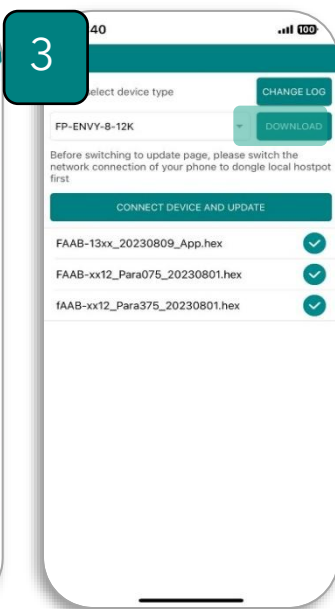 3
40
100
select device type
CHANGE LOG
FP-ENVY-8-12K
DOWNLOAD
Before switching to update page, please switch the
network connection of your phone to dongle local hostpot
first
CONNECT DEVICE AND UPDATE
FAAB-13xx_20230809_App.hex
FAAB-xx12_Para075_20230801.hex
fAAB-xx12_Para375_20230801.hex